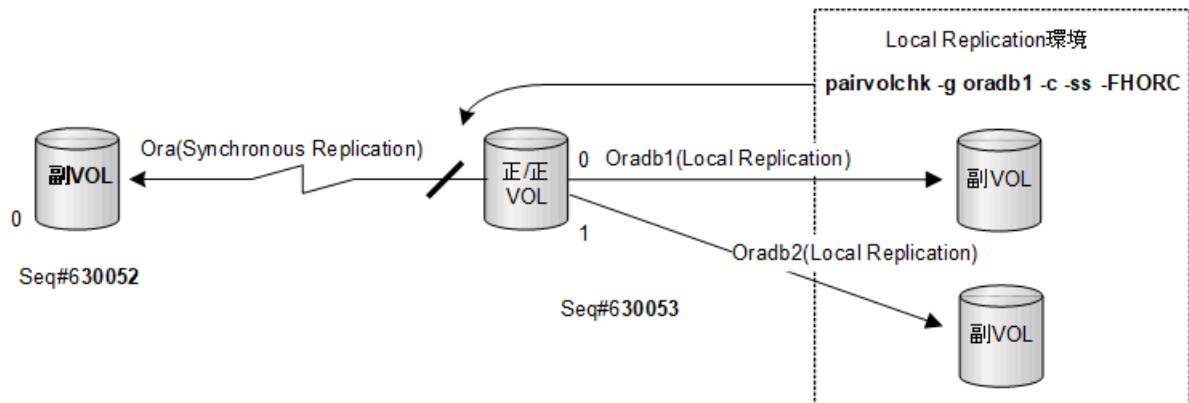 Local Replication環境
pairvolchk -g oradb1 -c -ss -FHORC
Ora(Synchronous Replication)
副VOL
0
Seq#630052
正/正
VOL
0
1
Seq#630053
Oradb1(Local Replication)
副VOL
Oradb2(Local Replication)
副VOL